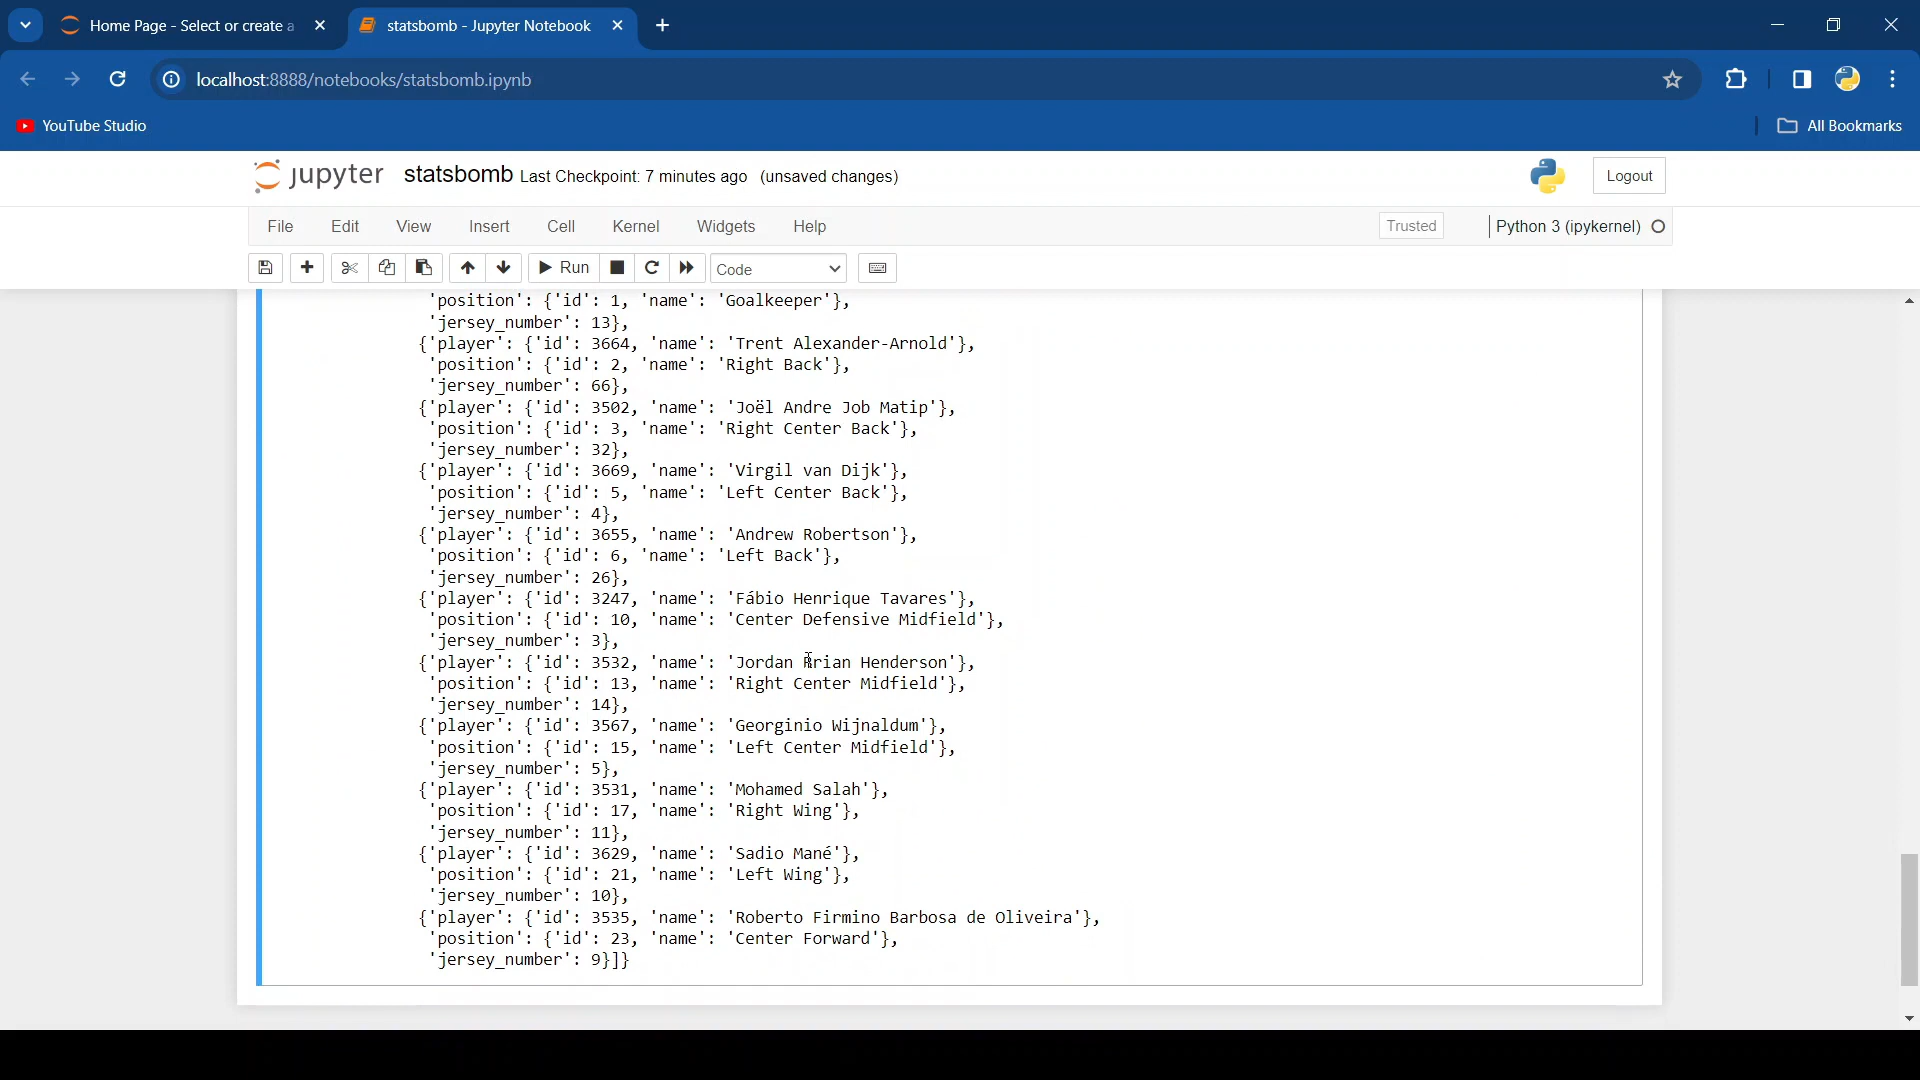 Home Page - Select or create a
statsbomb - Jupyter Notebook
localhost:8888/notebooks/statsbomb.ipynb
YouTube Studio
All Bookmarks
jupyter statsbomb Last Checkpoint: 7 minutes ago (unsaved changes)
Logout
File Edit View Insert Cell Kernel Widgets Help
Trusted
Python 3 (ipykernel)
Run
Code
'position': {'id': 1, 'name': 'Goalkeeper'},
'jersey_number': 13},
{'player': {'id': 3664, 'name': 'Trent Alexander-Arnold'},
'position': {'id': 2, 'name': 'Right Back'},
'jersey_number': 66},
{'player': {'id': 3502, 'name': 'Joël Andre Job Matip'},
'position': {'id': 3, 'name': 'Right Center Back'},
'jersey_number': 32},
{'player': {'id': 3669, 'name': 'Virgil van Dijk'},
'position': {'id': 5, 'name': 'Left Center Back'},
'jersey_number': 4},
{'player': {'id': 3655, 'name': 'Andrew Robertson'},
'position': {'id': 6, 'name': 'Left Back'},
'jersey_number': 26},
{'player': {'id': 3247, 'name': 'Fábio Henrique Tavares'},
'position': {'id': 10, 'name': 'Center Defensive Midfield'},
'jersey_number': 3},
{'player': {'id': 3532, 'name': 'Jordan Brian Henderson'},
'position': {'id': 13, 'name': 'Right Center Midfield'},
'jersey_number': 14},
{'player': {'id': 3567, 'name': 'Georginio Wijnaldum'},
'position': {'id': 15, 'name': 'Left Center Midfield'},
'jersey_number': 5},
{'player': {'id': 3531, 'name': 'Mohamed Salah'},
'position': {'id': 17, 'name': 'Right Wing'},
'jersey_number': 11},
{'player': {'id': 3629, 'name': 'Sadio Mané'},
'position': {'id': 21, 'name': 'Left Wing'},
'jersey_number': 10},
{'player': {'id': 3535, 'name': 'Roberto Firmino Barbosa de Oliveira'},
'position': {'id': 23, 'name': 'Center Forward'},
'jersey_number': 9}]}